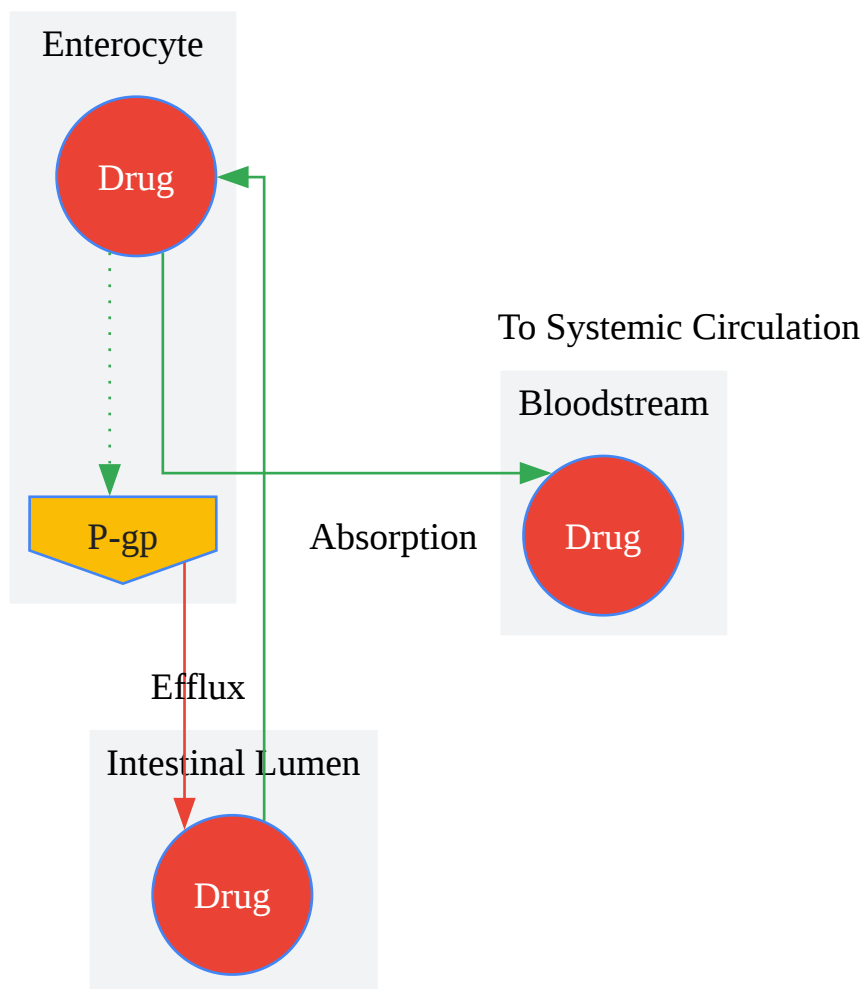 Enterocyte
Drug
To Systemic Circulation
Bloodstream
P-gp
Absorption
Drug
Efflux
Intestinal Lumen
Drug